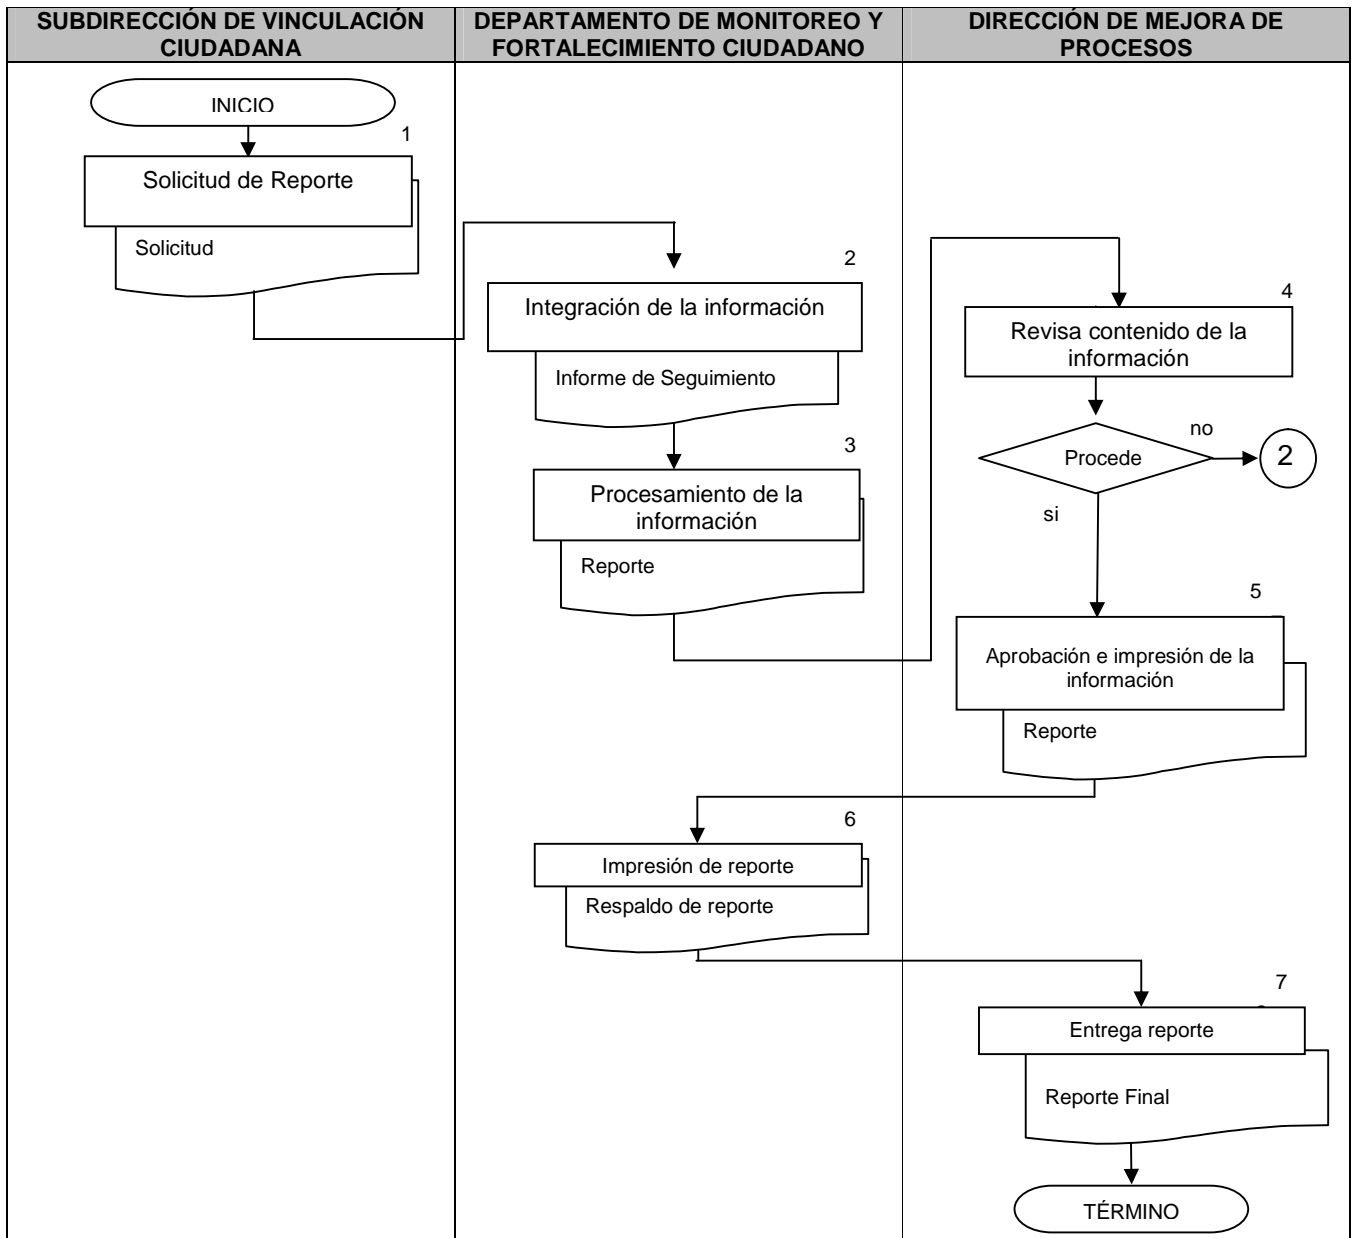 SUBDIRECCIÓN DE VINCULACIÓN
CIUDADANA
DEPARTAMENTO DE MONITOREO Y
FORTALECIMIENTO CIUDADANO
DIRECCIÓN DE MEJORA DE
PROCESOS
INICIO
1
Solicitud de Reporte
Solicitud
2
Integración de la información
Informe de Seguimiento
3
Procesamiento de la
información
Reporte
4
Revisa contenido de la
información
Procede
no
2
si
5
Aprobación e impresión de la
información
Reporte
6
Impresión de reporte
Respaldo de reporte
7
Entrega reporte
Reporte Final
TÉRMINO